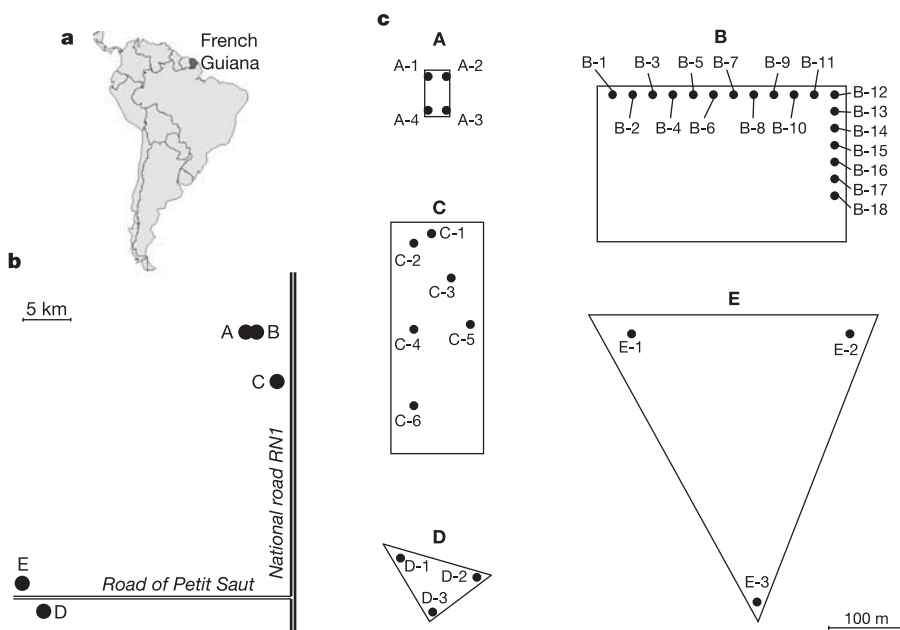 a
French
Guiana
b
5 km
A
B
C
National road RN1
E
Road of Petit Saut
D
c
A
A-1
A-2
A-4
A-3
B
B-1
B-3
B-5
B-7
B-9
B-11
B-2
B-4
B-6
B-8
B-10
B-12
B-13
B-14
B-15
B-16
B-17
B-18
C
C-1
C-2
C-3
C-4
C-5
C-6
D
D-1
D-2
D-3
E
E-1
E-2
E-3
100 m